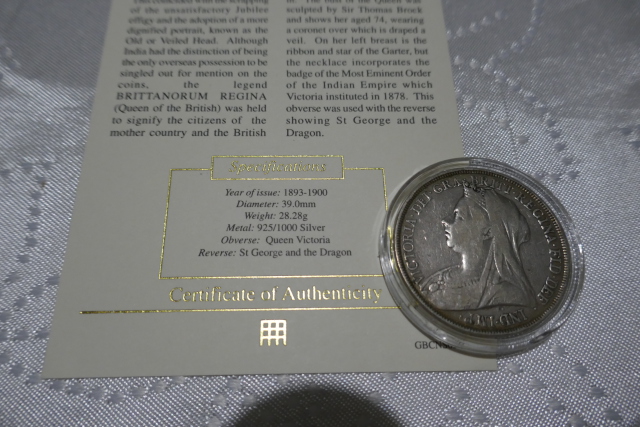 of the unsatisfactory Jubilee
effigy and the adoption of a more
dignified portrait, known as the
Old or Veiled Head. Although
India had the distinction of being
the only overseas possession to be
singled out for mention on the
coins, the legend
BRITTANORUM REGINA
(Queen of the British) was held
to signify the citizens of the
mother country and the British
sculpted by Sir Thomas Brock
and shows her aged 74, wearing
a coronet over which is draped a
veil. On her left breast is the
ribbon and star of the Garter, but
the necklace incorporates the
badge of the Most Eminent Order
of the Indian Empire which
Victoria instituted in 1878. This
obverse was used with the reverse
showing St George and the
Dragon.
Specifications
Year of issue: 1893-1900
Diameter: 39.0mm
Weight: 28.28g
Metal: 925/1000 Silver
Obverse: Queen Victoria
Reverse: St George and the Dragon
Certificate of Authenticity